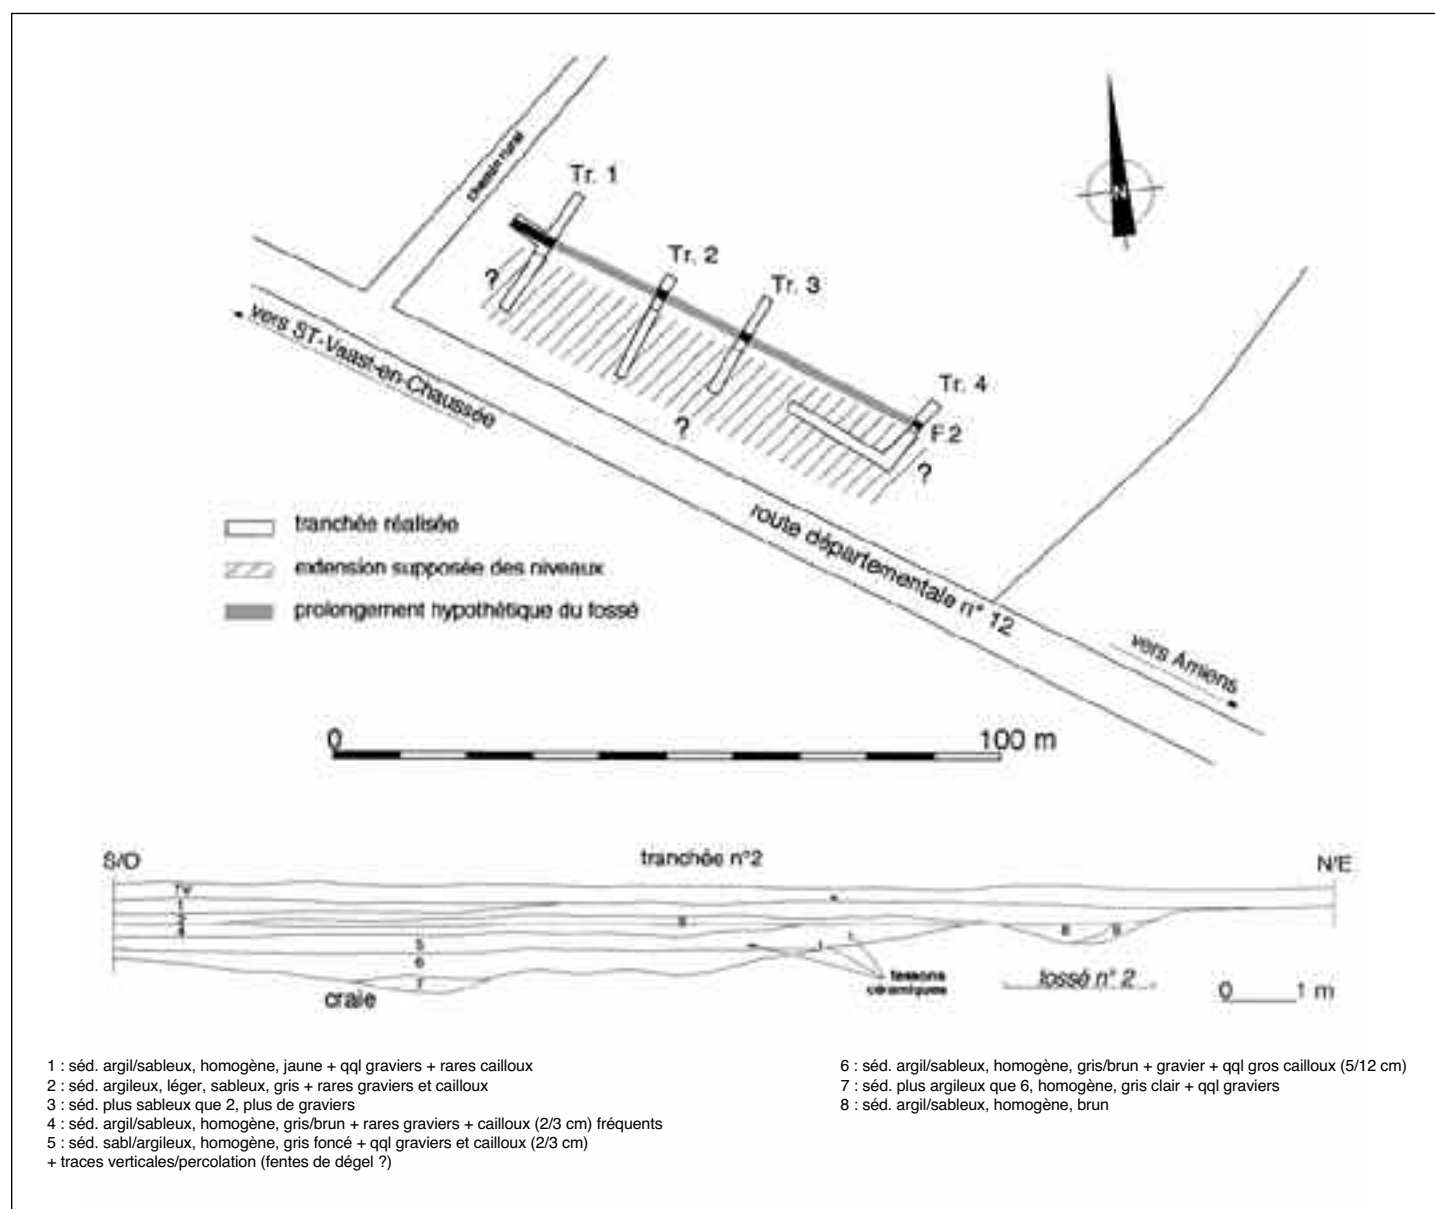 Tr. 1
chemin rural
N
Tr. 2
?
Tr. 3
vers ST-Vaast-en-Chaussée
Tr. 4
F 2
?
?
route départementale n° 12
tranchée réalisée
extension supposée des niveaux
prolongement hypothétique du fossé
vers Amiens
0
100 m
S/O
tranchée n°2
N/E
TV
1
2
3
4
5
6
7
8
craie
tessons
céramiques
fossé n° 2
0
1 m
1 : séd. argil/sableux, homogène, jaune + qql graviers + rares cailloux
2 : séd. argileux, léger, sableux, gris + rares graviers et cailloux
3 : séd. plus sableux que 2, plus de graviers
4 : séd. argil/sableux, homogène, gris/brun + rares graviers + cailloux (2/3 cm) fréquents
5 : séd. sabl/argileux, homogène, gris foncé + qql graviers et cailloux (2/3 cm)
+ traces verticales/percolation (fentes de dégel ?)
6 : séd. argil/sableux, homogène, gris/brun + gravier + qql gros cailloux (5/12 cm)
7 : séd. plus argileux que 6, homogène, gris clair + qql graviers
8 : séd. argil/sableux, homogène, brun